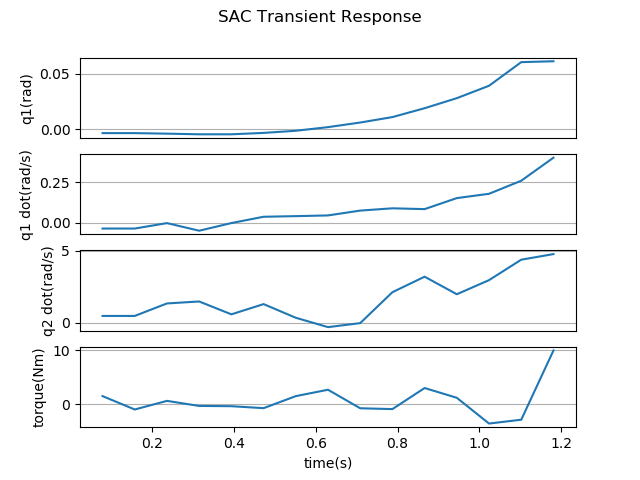 SAC Transient Response
q1(rad)
0.05
0.00
q1 dot(rad/s)
0.25
0.00
q2 dot(rad/s)
5
0
torque(Nm)
10
0
0.2 0.4 0.6 0.8 1.0 1.2
time(s)